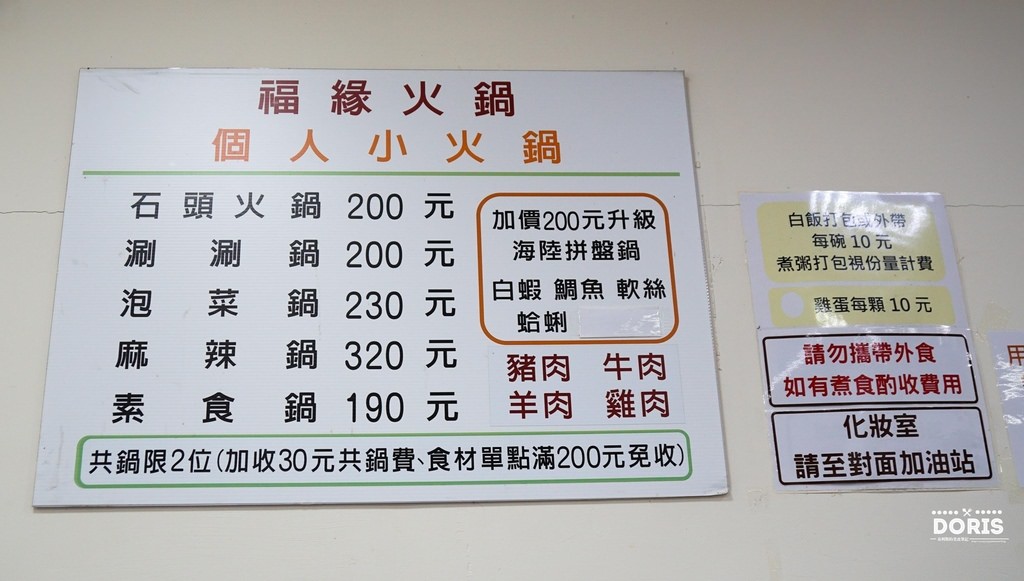 福緣火鍋
個人小火鍋
石頭火鍋 200 元
涮涮鍋 200 元
泡菜鍋 230 元
麻辣鍋 320 元
素食鍋 190 元
加價200元升級
海陸拼盤鍋
白蝦 鯛魚 軟絲
蛤蜊
豬肉 牛肉
羊肉 雞肉
共鍋限2位(加收30元共鍋費、食材單點滿200元免收)
白飯打包或外帶
每碗 10 元
煮粥打包視份量計費
雞蛋每顆 10 元
請勿攜帶外食
如有煮食酌收費用
化妝室
請至對面加油站
用
DORIS